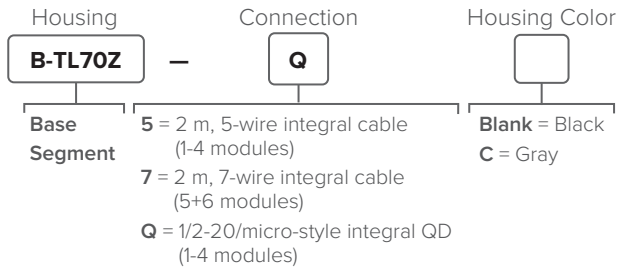 Housing Connection Housing Color
B-TL70Z – Q
Base Segment
5 = 2 m, 5-wire integral cable
(1-4 modules)
7 = 2 m, 7-wire integral cable
(5+6 modules)
Q = 1/2-20/micro-style integral QD
(1-4 modules)
Blank = Black
C = Gray